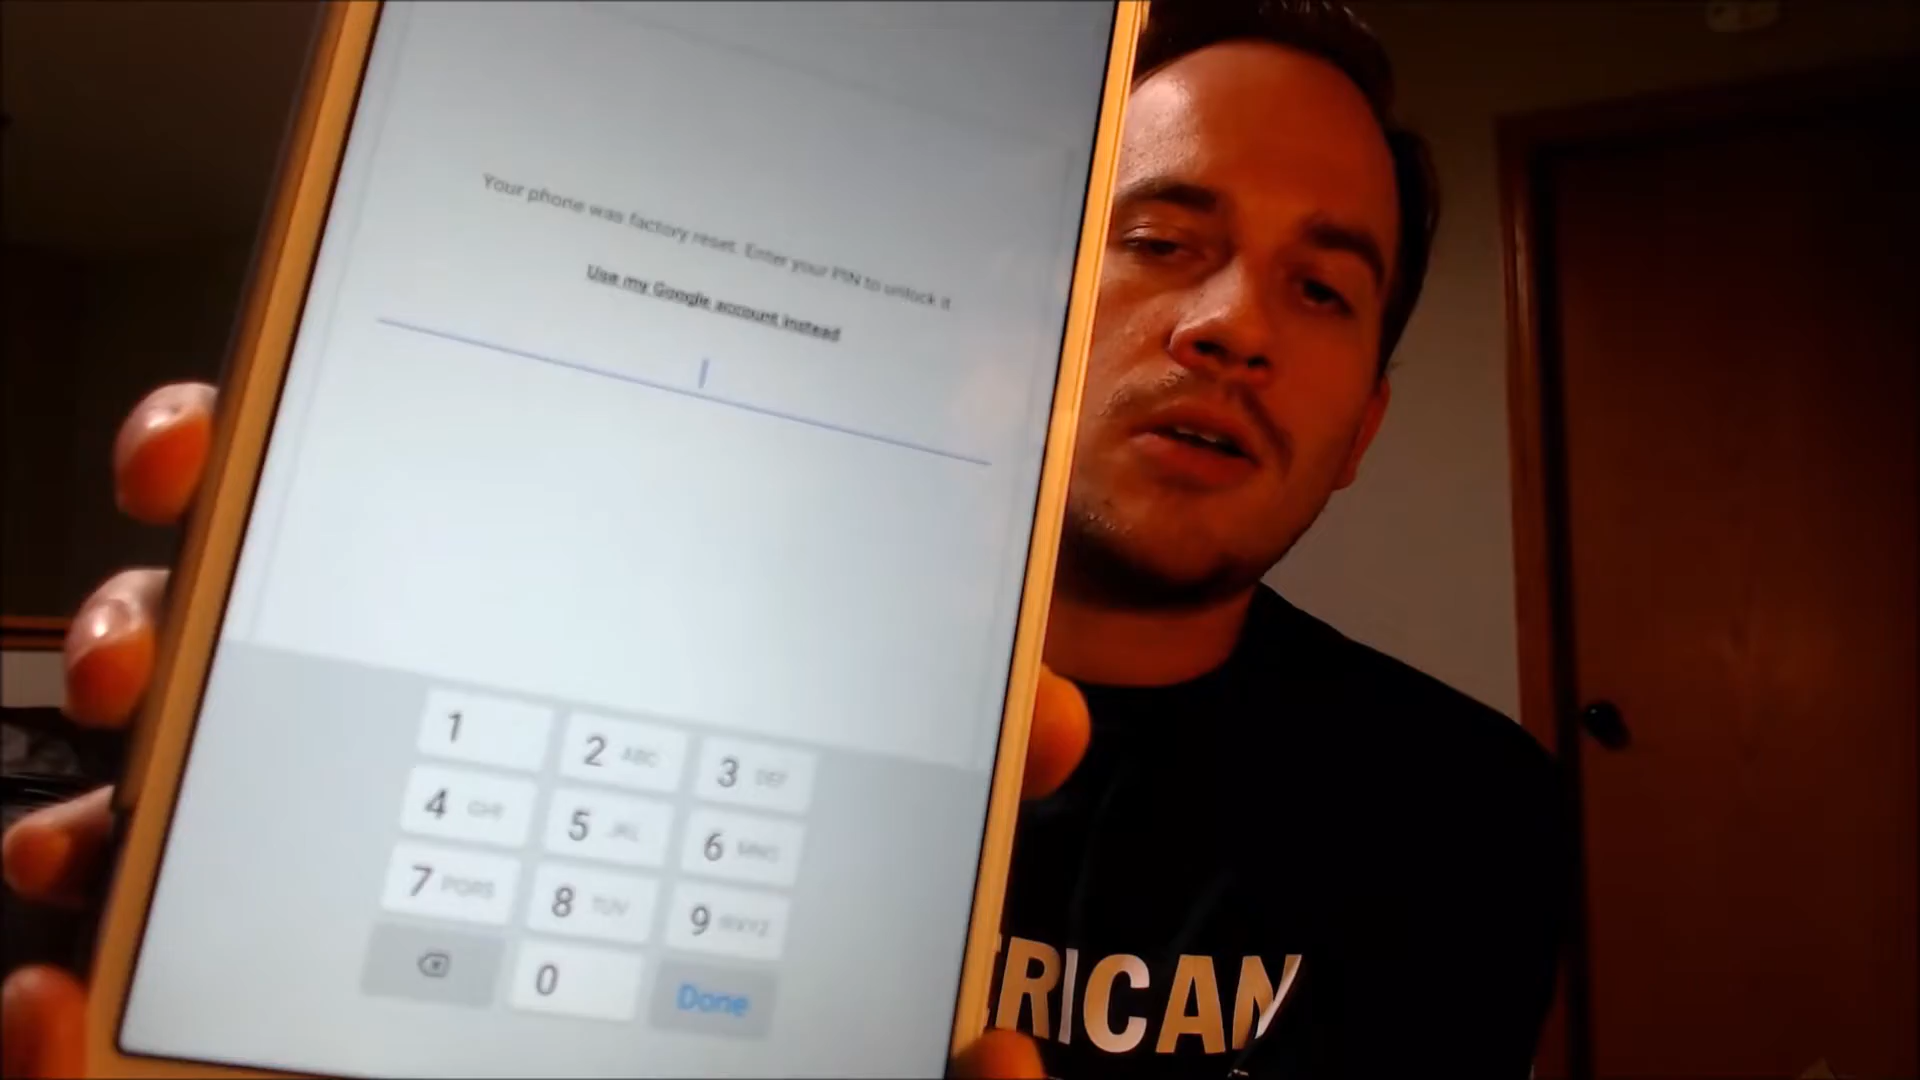 Your phone was factory reset. Enter your PIN to unlock it
Use my Google account instead
1
2 ABC
3 DEF
4 GHI
5 JKL
6 MNO
7 PQRS
8 TUV
9 WXYZ
0
Done
ERICAN